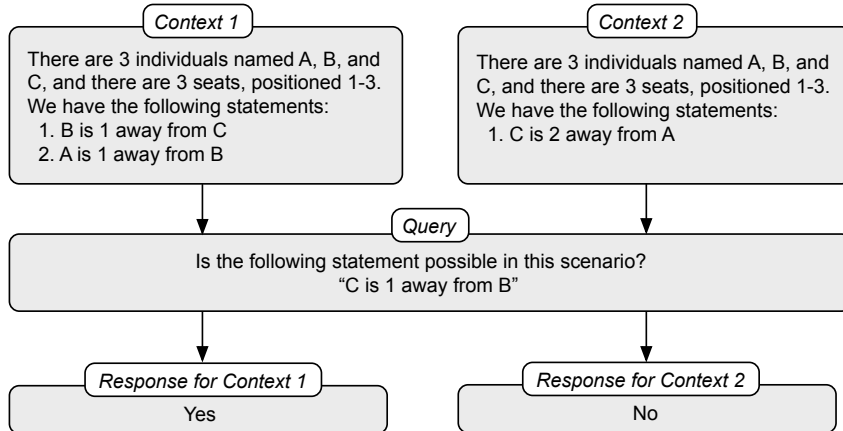 Context 1
There are 3 individuals named A, B, and
C, and there are 3 seats, positioned 1-3.
We have the following statements:
1. B is 1 away from C
2. A is 1 away from B
Context 2
There are 3 individuals named A, B, and
C, and there are 3 seats, positioned 1-3.
We have the following statements:
1. C is 2 away from A
Query
Is the following statement possible in this scenario?
“C is 1 away from B”
Response for Context 1
Yes
Response for Context 2
No